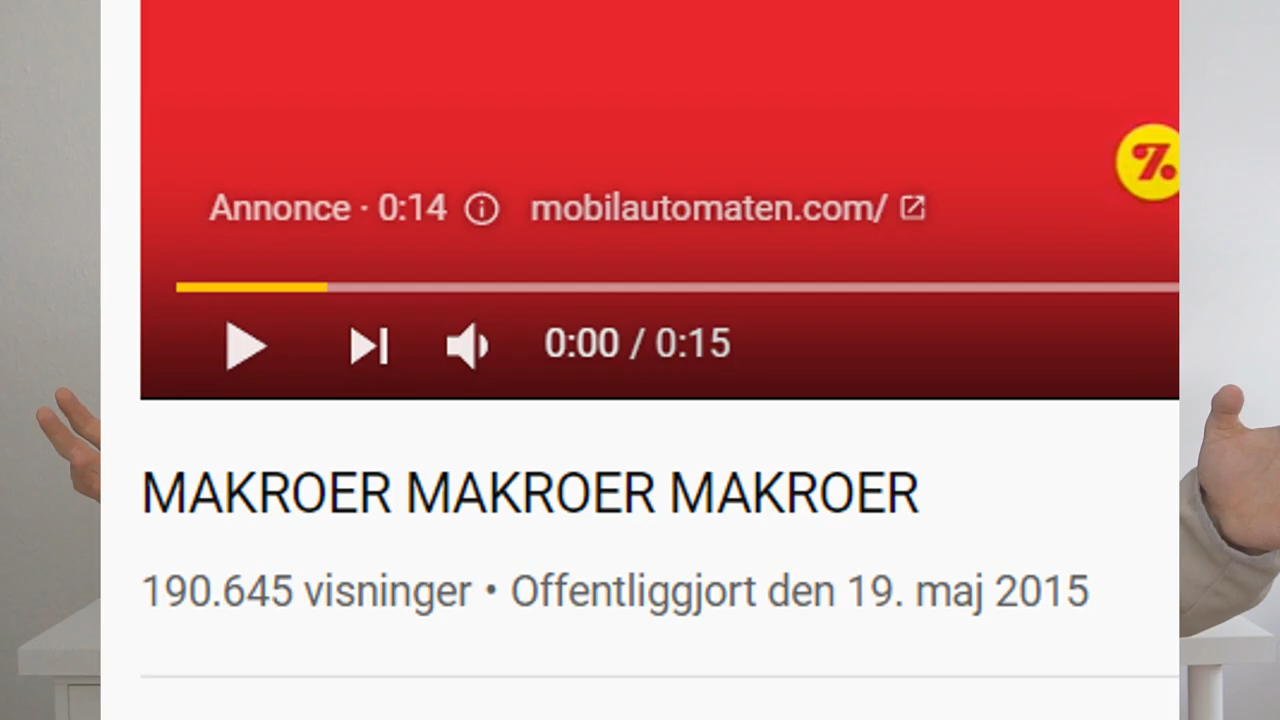 Annonce · 0:14 mobilautomaten.com/
0:00 / 0:15
MAKROER MAKROER MAKROER
190.645 visninger • Offentliggjort den 19. maj 2015